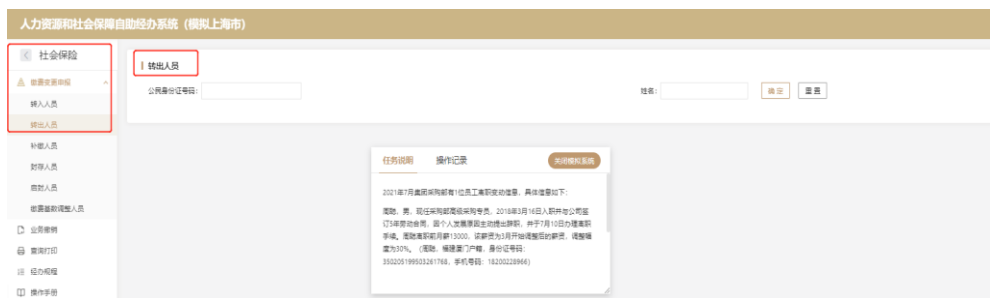 人力资源和社会保障自助经办系统（模拟上海市）
社会保险
缴费变更申报
转入人员
转出人员
补缴人员
封存人员
启封人员
缴费基数调整人员
业务撤销
查询打印
经办规程
操作手册
转出人员
公民身份证号码：
姓名：
确定
重置
任务说明
操作记录
关闭模拟系统
2021年7月集团采购部有1位员工离职变动信息，具体信息如下：
周聪，男，现任采购部高级采购专员，2018年3月16日入职并与公司签
订5年劳动合同，因个人发展原因主动提出辞职，并于7月10日办理离职
手续。周聪离职前月薪13000，该薪资为3月开始调整后的薪资，调整幅
度为30%。（周聪，福建厦门户籍，身份证号码：
350205199503261768，手机号码：18200228966）